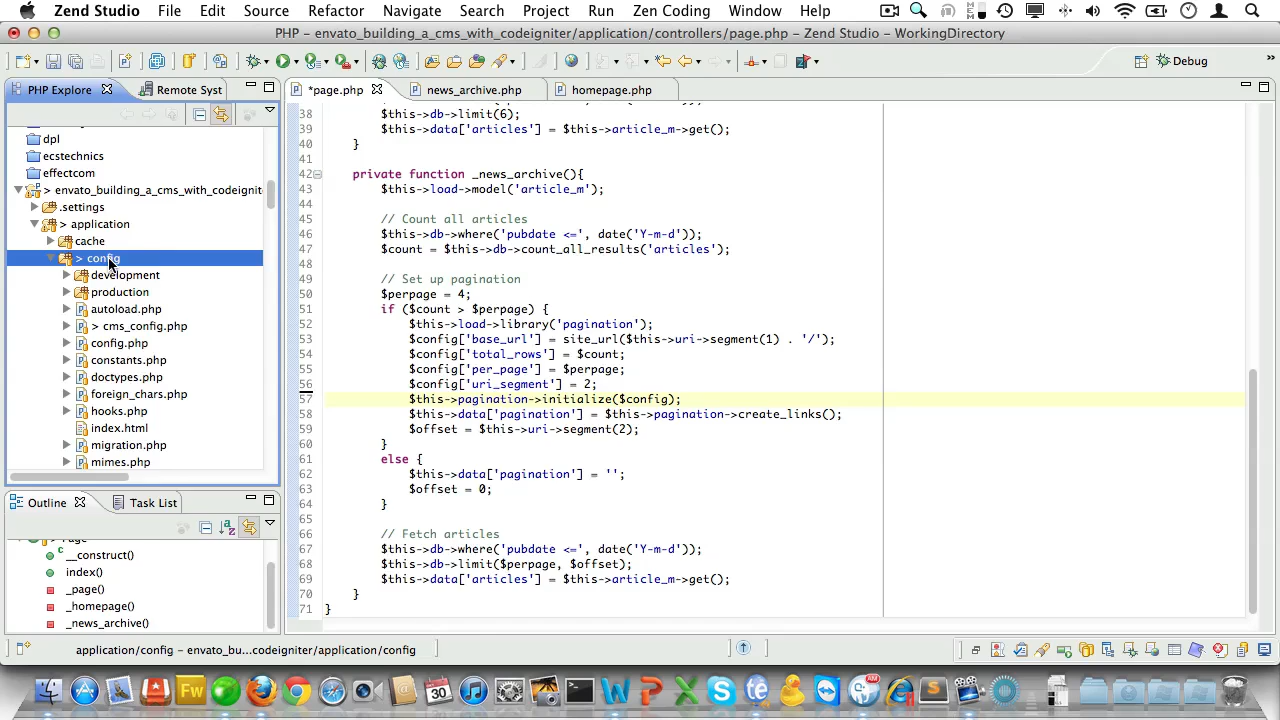 Zend Studio File Edit Source Refactor Navigate Search Project Run Zen Coding Window Help
PHP - envato_building_a_cms_with_codeigniter/application/controllers/page.php - Zend Studio - WorkingDirectory
Debug
PHP Explore
Remote Syst
*page.php
news_archive.php
homepage.php
dpl
ecstechnics
effectcom
> envato_building_a_cms_with_codeignit
.settings
> application
cache
> config
development
production
autoload.php
> cms_config.php
config.php
constants.php
doctypes.php
foreign_chars.php
hooks.php
index.html
migration.php
mimes.php
38 $this->db->limit(6);
39 $this->data['articles'] = $this->article_m->get();
40 }
41
42 private function _news_archive(){
43 $this->load->model('article_m');
44
45 // Count all articles
46 $this->db->where('pubdate <=', date('Y-m-d'));
47 $count = $this->db->count_all_results('articles');
48
49 // Set up pagination
50 $perpage = 4;
51 if ($count > $perpage) {
52 $this->load->library('pagination');
53 $config['base_url'] = site_url($this->uri->segment(1) . '/');
54 $config['total_rows'] = $count;
55 $config['per_page'] = $perpage;
56 $config['uri_segment'] = 2;
57 $this->pagination->initialize($config);
58 $this->data['pagination'] = $this->pagination->create_links();
59 $offset = $this->uri->segment(2);
60 }
61 else {
62 $this->data['pagination'] = '';
63 $offset = 0;
64 }
65
66 // Fetch articles
67 $this->db->where('pubdate <=', date('Y-m-d'));
68 $this->db->limit($perpage, $offset);
69 $this->data['articles'] = $this->article_m->get();
70 }
71 }
Outline
Task List
__construct()
index()
_page()
_homepage()
_news_archive()
application/config - envato_bu...codeigniter/application/config
Fw
30